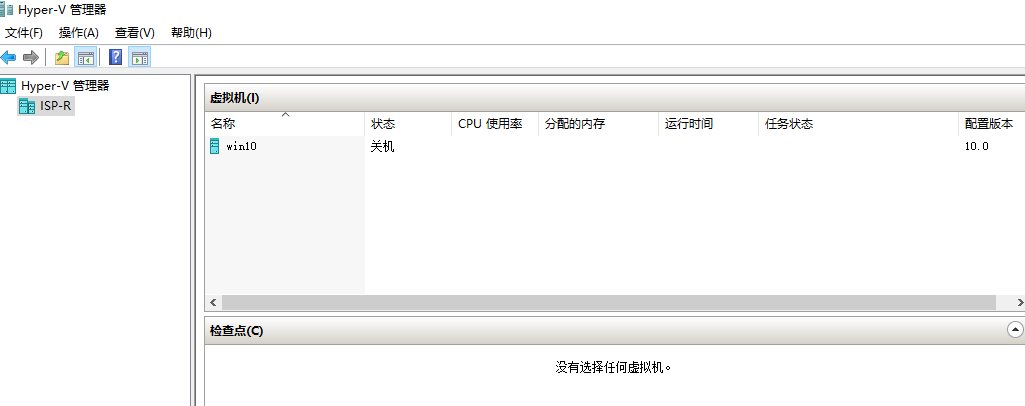 Hyper-V 管理器
文件(F) 操作(A) 查看(V) 帮助(H)
Hyper-V 管理器
ISP-R
虚拟机(I)
名称 状态 CPU 使用率 分配的内存 运行时间 任务状态 配置版本
win10 关机 10.0
检查点(C)
没有选择任何虚拟机。